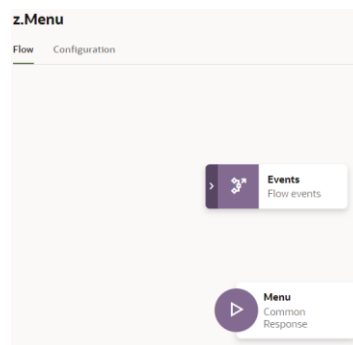 z.Menu
Flow Configuration
Events
Flow events
Menu
Common
Response